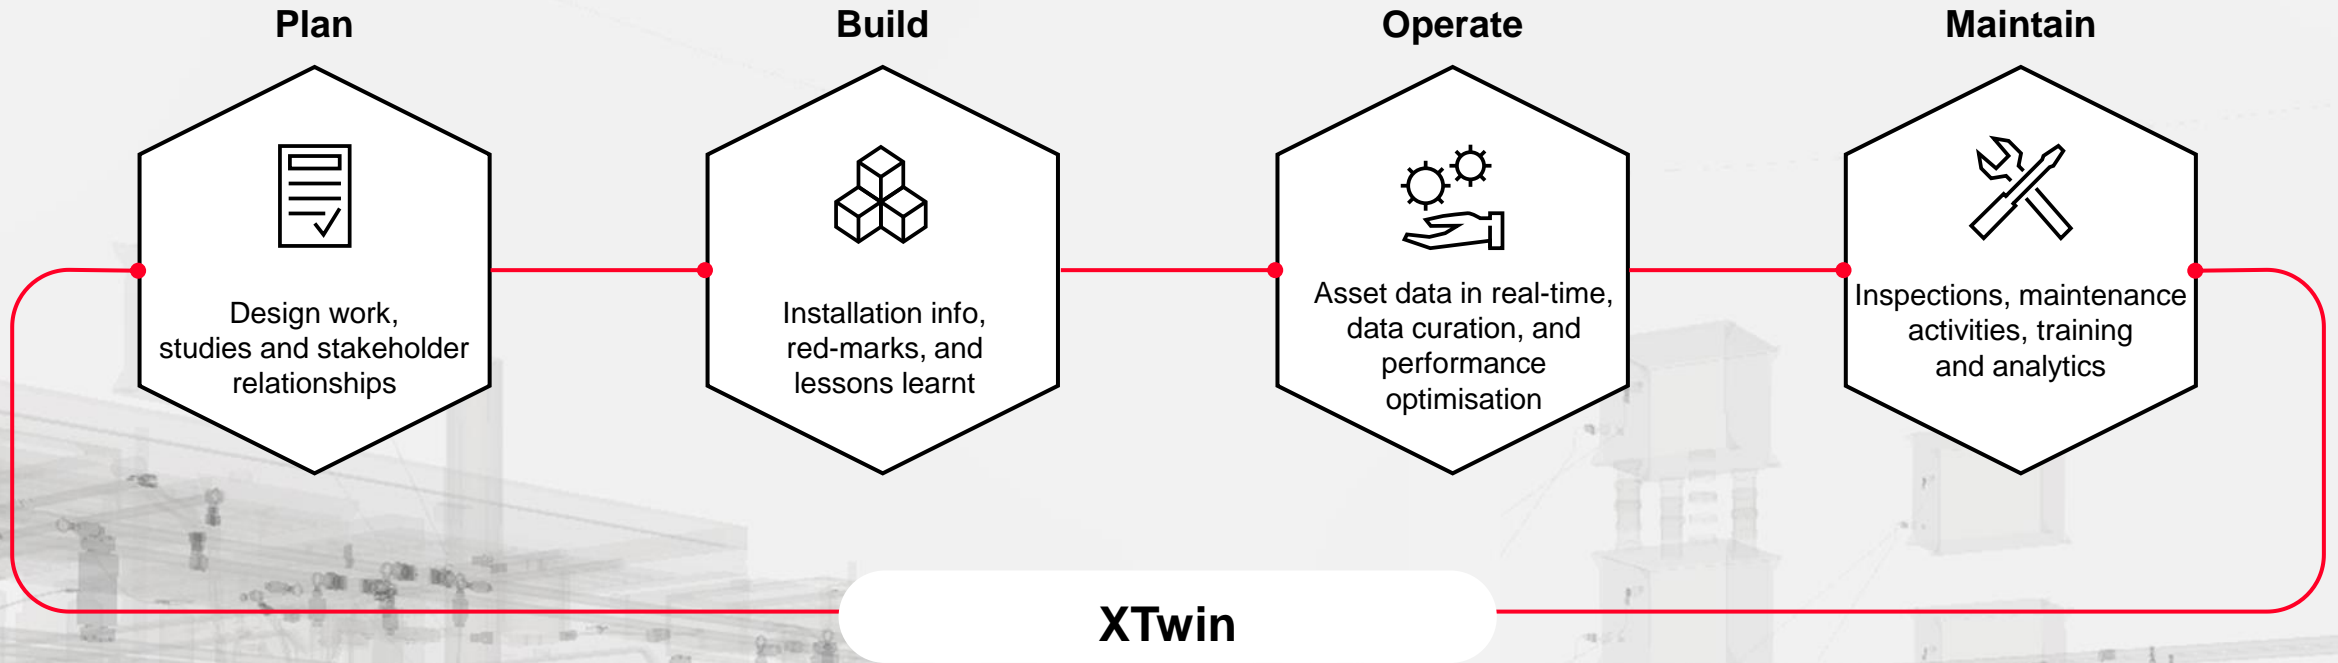 Plan
Build
Operate
Maintain
Design work,
studies and stakeholder
relationships
Installation info,
red-marks, and
lessons learnt
Asset data in real-time,
data curation, and
performance
optimisation
Inspections, maintenance
activities, training
and analytics
XTwin